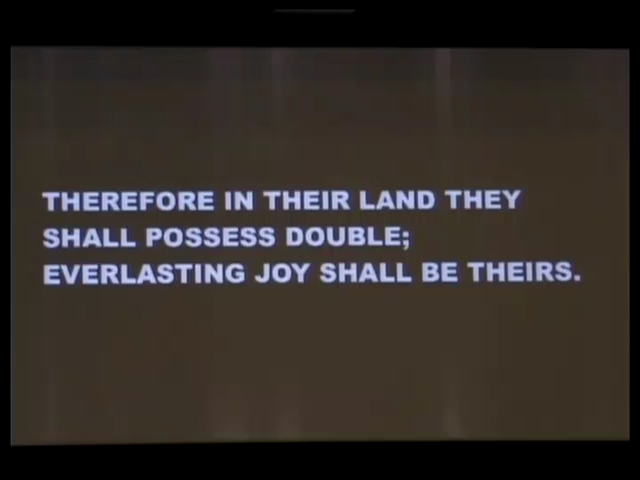 THEREFORE IN THEIR LAND THEY
SHALL POSSESS DOUBLE;
EVERLASTING JOY SHALL BE THEIRS.